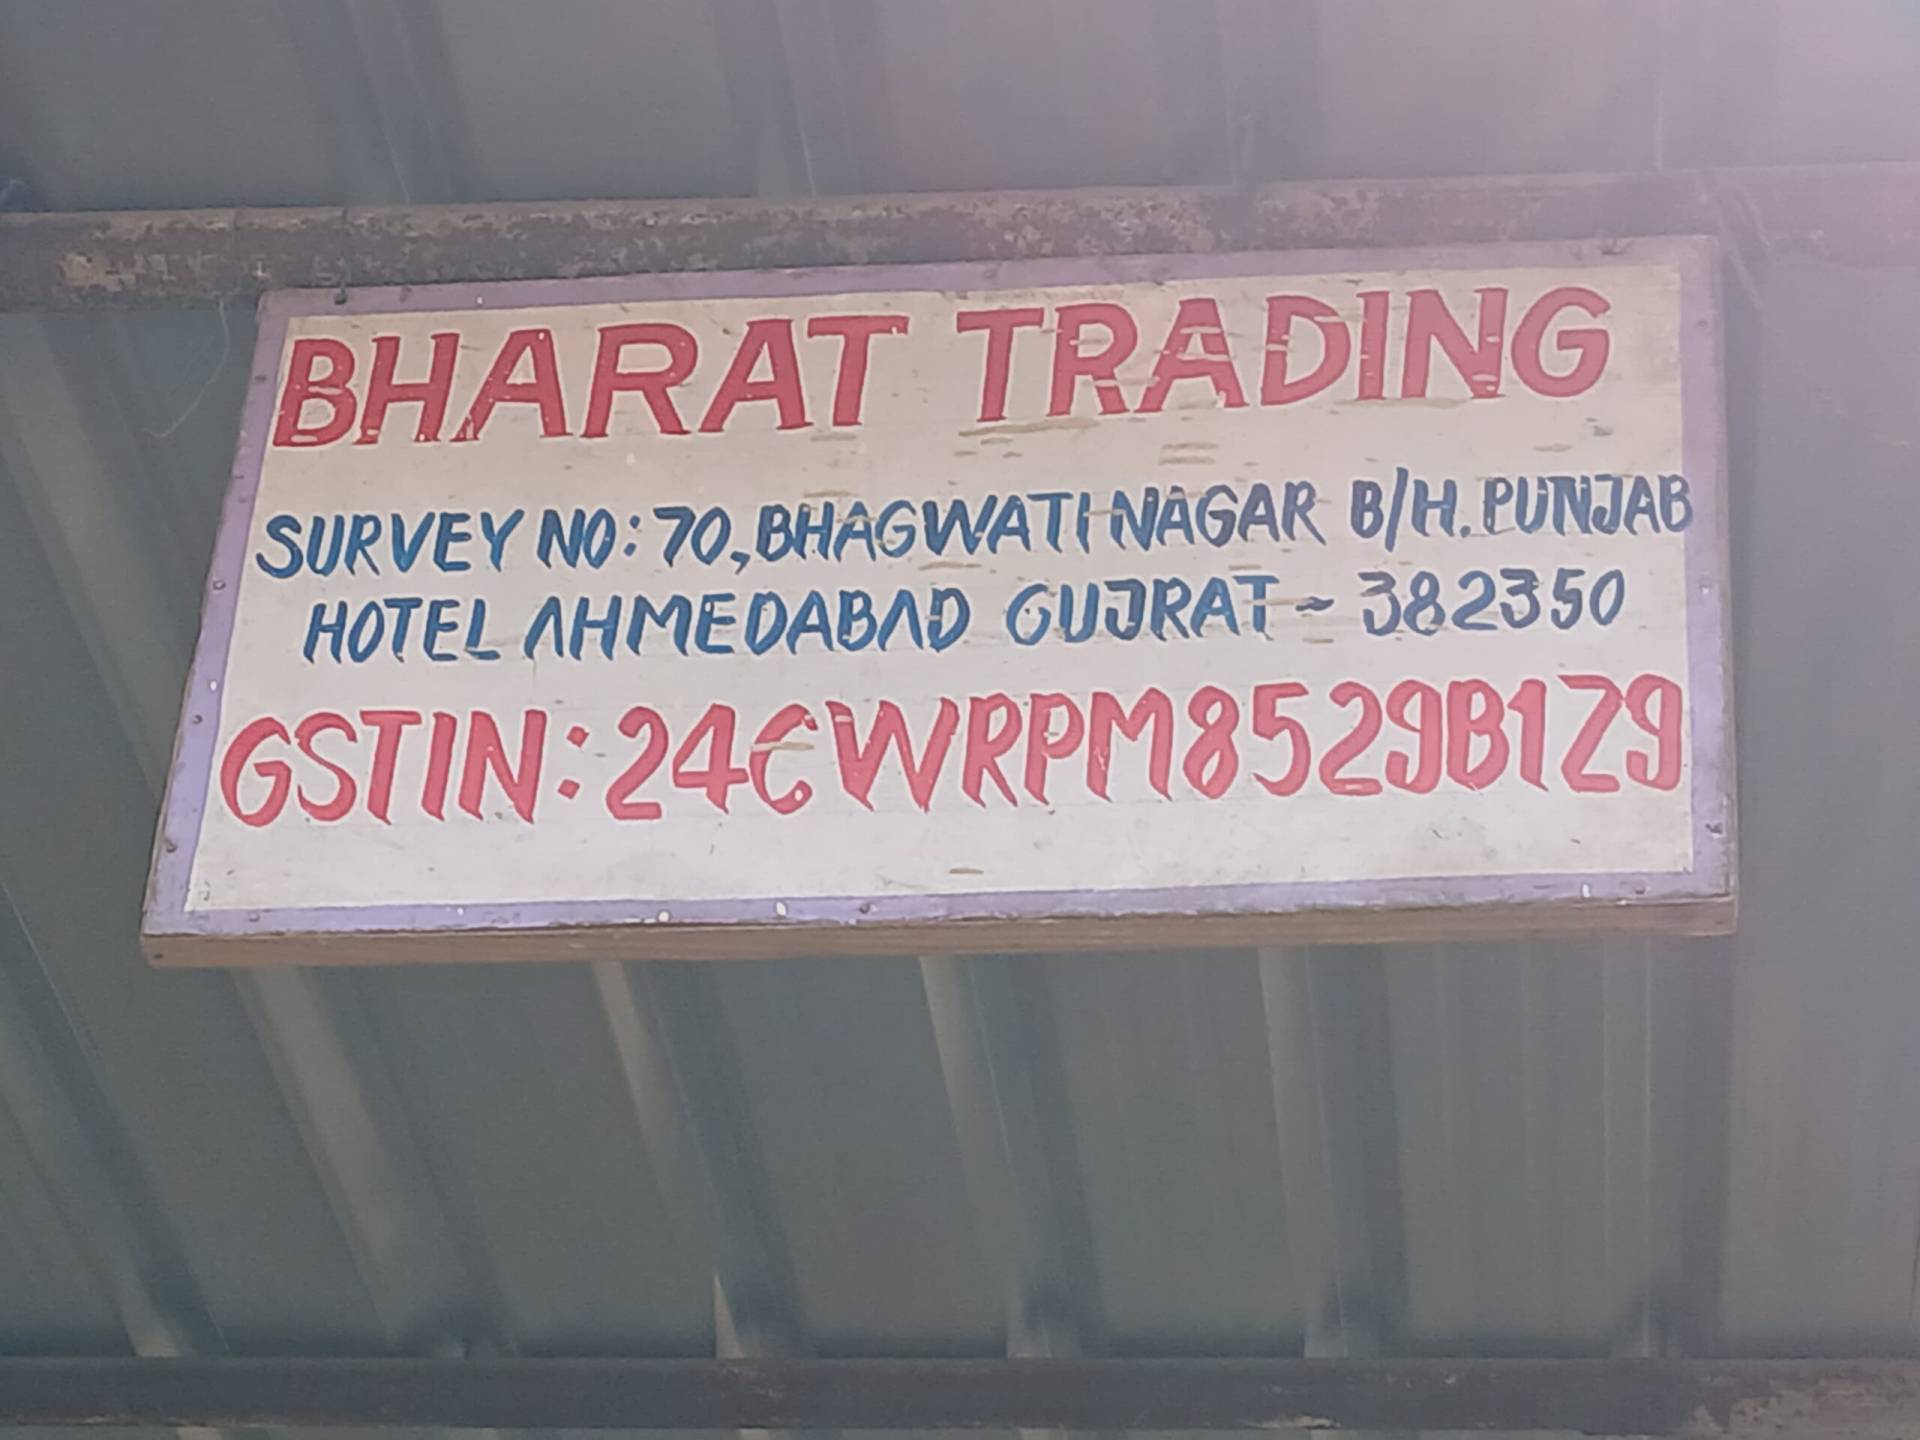 BHARAT TRADING
SURVEY NO: 70, BHAGWATI NAGAR B/H. PUNJAB
HOTEL AHMEDABAD GUJRAT - 382350
GSTIN: 24CWRPM8529B1Z9